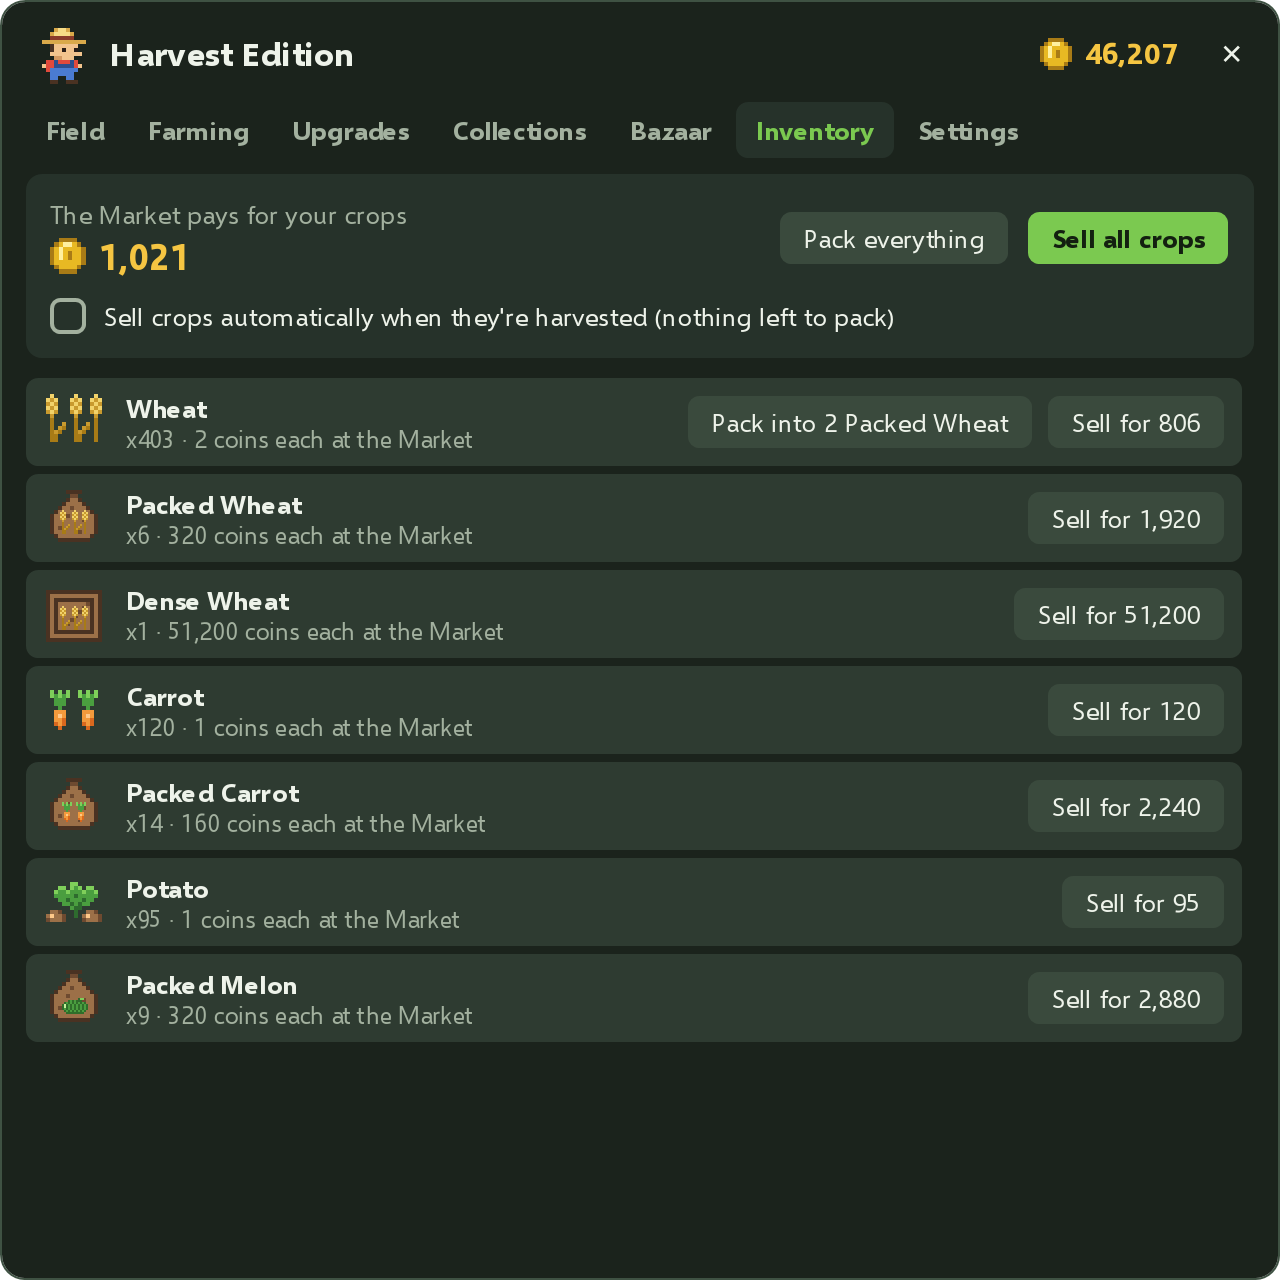 Harvest Edition
46,207 ✕
Field Farming Upgrades Collections Bazaar Inventory Settings
The Market pays for your crops
1,021
Pack everything Sell all crops
Sell crops automatically when they're harvested (nothing left to pack)
Wheat
x403 · 2 coins each at the Market
Pack into 2 Packed Wheat Sell for 806
Packed Wheat
x6 · 320 coins each at the Market
Sell for 1,920
Dense Wheat
x1 · 51,200 coins each at the Market
Sell for 51,200
Carrot
x120 · 1 coins each at the Market
Sell for 120
Packed Carrot
x14 · 160 coins each at the Market
Sell for 2,240
Potato
x95 · 1 coins each at the Market
Sell for 95
Packed Melon
x9 · 320 coins each at the Market
Sell for 2,880